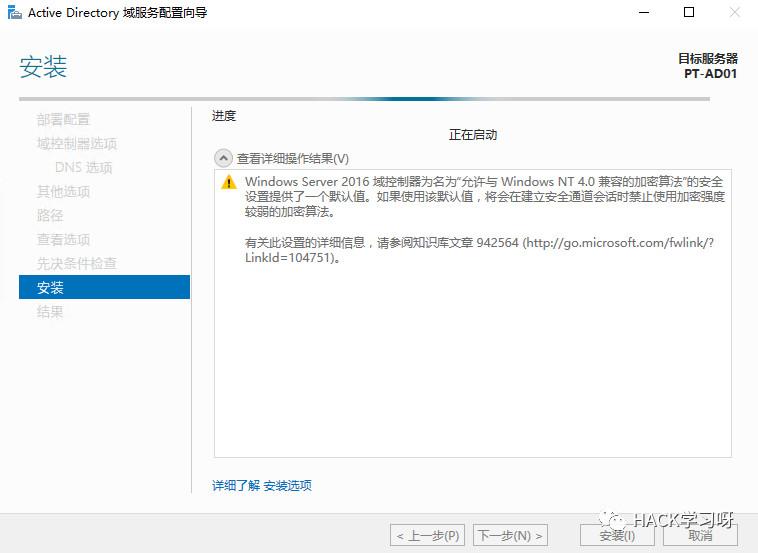 Active Directory 域服务配置向导
安装
目标服务器
PT-AD01
部署配置
域控制器选项
DNS 选项
其他选项
路径
查看选项
先决条件检查
安装
结果
进度
正在启动
查看详细操作结果(V)
Windows Server 2016 域控制器为名为“允许与 Windows NT 4.0 兼容的加密算法”的安全
设置提供了一个默认值。如果使用该默认值，将会在建立安全通道会话时禁止使用加密强度
较弱的加密算法。
有关此设置的详细信息，请参阅知识库文章 942564 (http://go.microsoft.com/fwlink/?
LinkId=104751)。
详细了解 安装选项
< 上一步(P)
下一步(N) >
安装(I)
取消
HACK学习呀